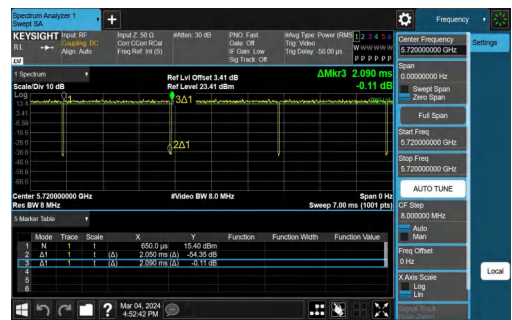 Spectrum Analyzer 1
Swept SA
+
Frequency
KEYSIGHT
RL
LV
Input: RF
Coupling: DC
Align: Auto
Input Z: 50 Ω
Corr CCorr RCal
Freq Ref: Int (S)
#Atten: 30 dB
PNO: Fast
Gate: Off
IF Gain: Low
Sig Track: Off
#Avg Type: Power (RMS
Trig: Video
Trig Delay: -50.00 µs
1 2 3 4 5 6
W W W W W W
P P P P P P
Settings
Center Frequency
5.720000000 GHz
Span
0.00000000 Hz
Swept Span
Zero Span
Full Span
Start Freq
5.720000000 GHz
Stop Freq
5.720000000 GHz
AUTO TUNE
CF Step
8.000000 MHz
Auto
Man
Freq Offset
0 Hz
X Axis Scale
Log
Lin
Signal Track
Local
1 Spectrum
Scale/Div 10 dB
Ref Lvl Offset 3.41 dB
Ref Level 23.41 dBm
ΔMkr3 2.090 ms
-0.11 dB
Log
13.4
3.41
-6.59
-16.6
-26.6
-36.6
-46.6
-56.6
-66.6
3Δ1
2Δ1
Center 5.720000000 GHz
Res BW 8 MHz
#Video BW 8.0 MHz
Span 0 Hz
Sweep 7.00 ms (1001 pts)
5 Marker Table
Mode Trace Scale X Y Function Function Width Function Value
1 N 1 t 650.0 µs 15.40 dBm
2 Δ1 1 t (Δ) 2.050 ms (Δ) -54.35 dB
3 Δ1 1 t (Δ) 2.090 ms (Δ) -0.11 dB
4
5
6
?
Mar 04, 2024
4:52:42 PM